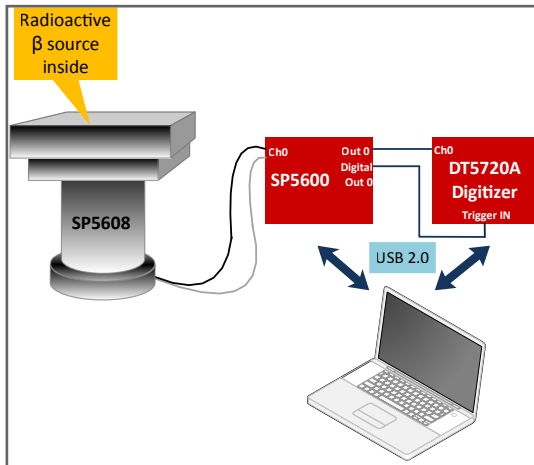 Radioactive
β source
inside
SP5608
Ch0
SP5600
Out 0
Digital
Out 0
Ch0
DT5720A
Digitizer
Trigger IN
USB 2.0